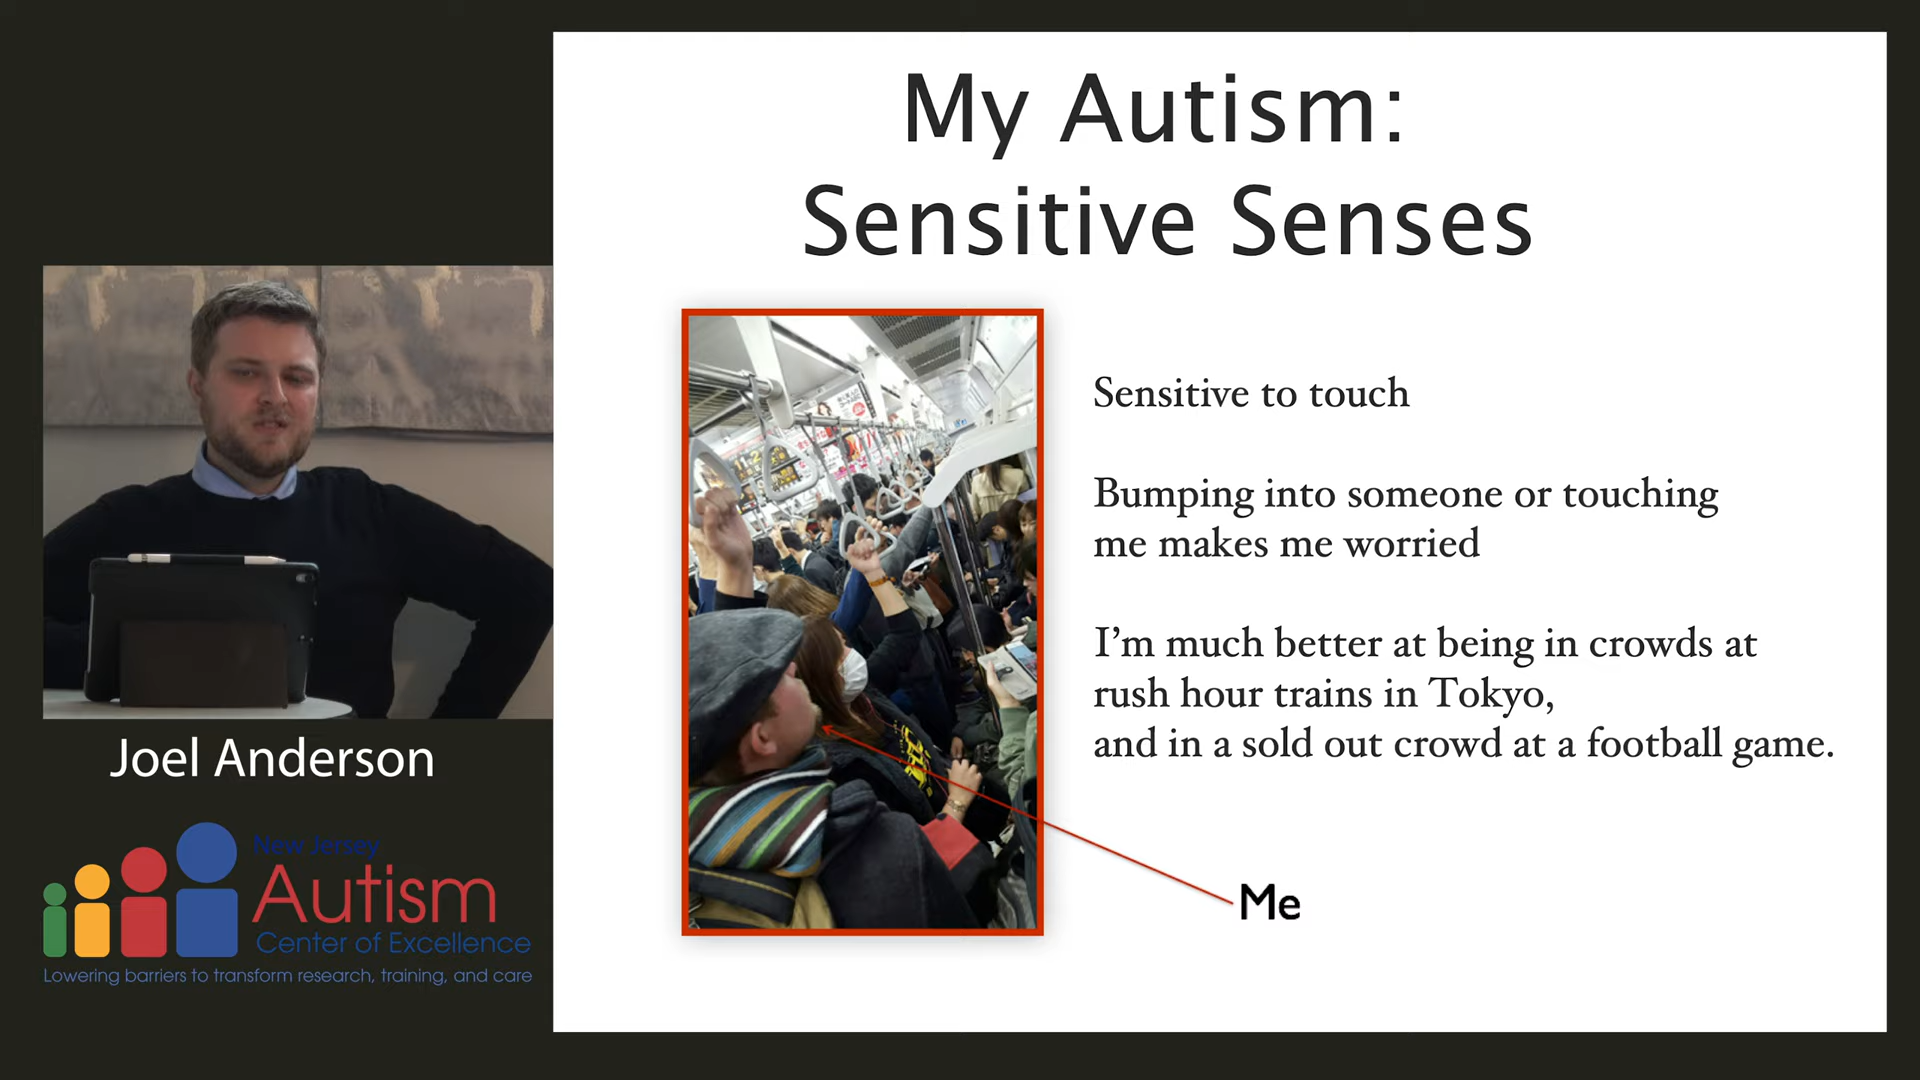 My Autism:
Sensitive Senses
Sensitive to touch
Bumping into someone or touching
me makes me worried
I'm much better at being in crowds at
rush hour trains in Tokyo,
and in a sold out crowd at a football game.
Me
Joel Anderson
New Jersey
Autism
Center of Excellence
Lowering barriers to transform research, training, and care